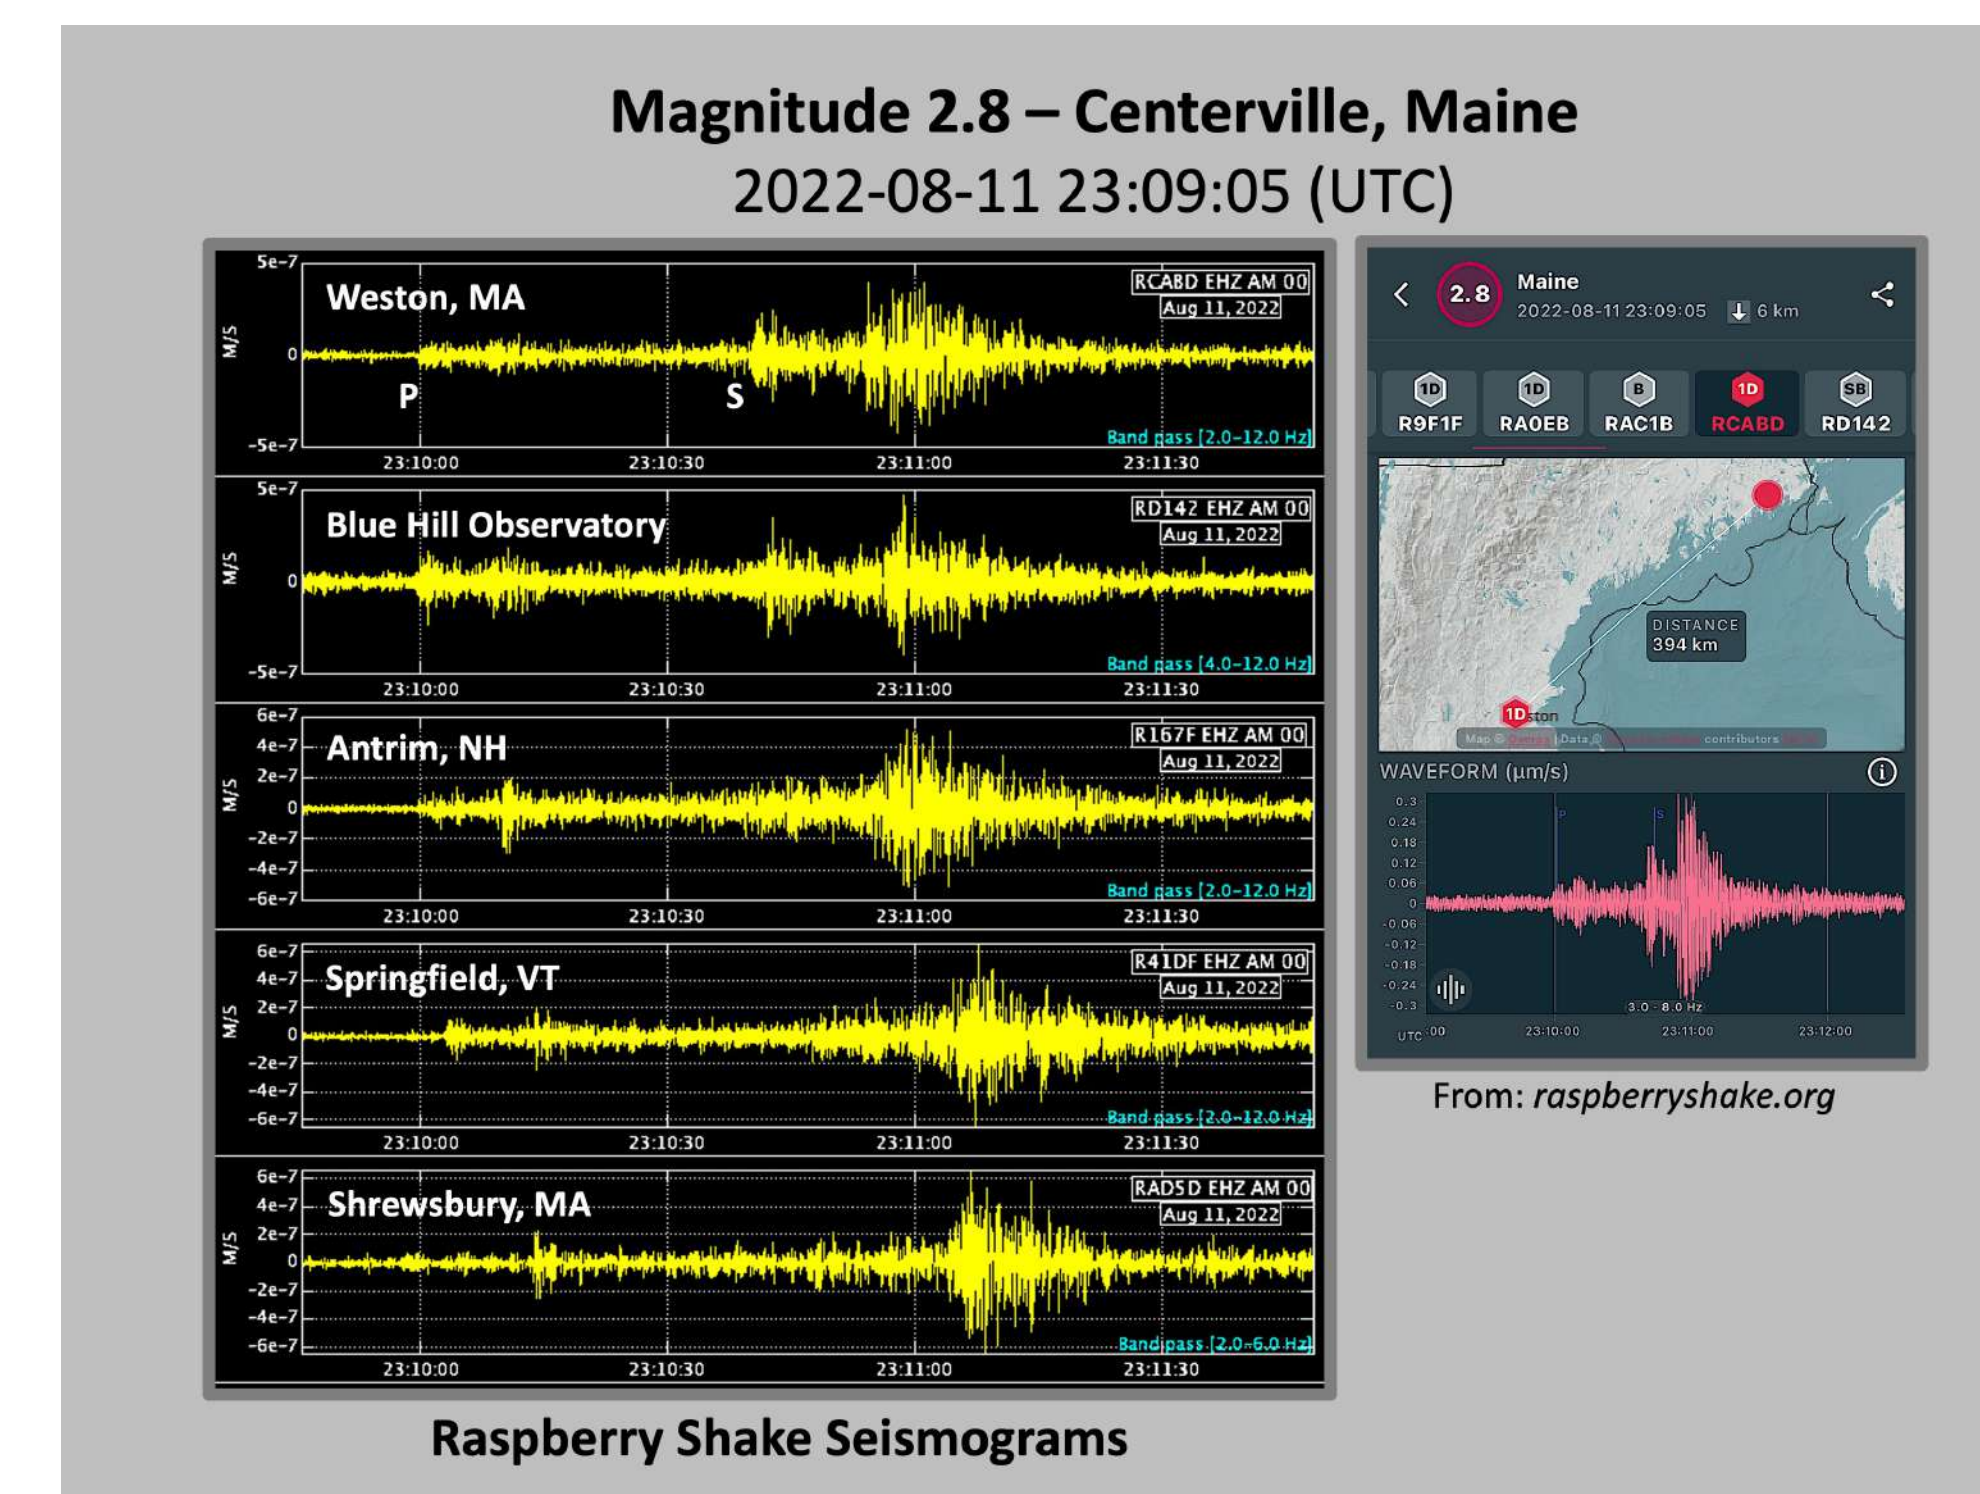 Magnitude 2.8 – Centerville, Maine
2022-08-11 23:09:05 (UTC)
5e-7
0
-5e-7
M/S
Weston, MA
P
S
RCABD EHZ AM 00
Aug 11, 2022
Band pass [2.0-12.0 Hz]
23:10:00 23:10:30 23:11:00 23:11:30
5e-7
0
-5e-7
M/S
Blue Hill Observatory
RD142 EHZ AM 00
Aug 11, 2022
Band pass [4.0-12.0 Hz]
23:10:00 23:10:30 23:11:00 23:11:30
6e-7
4e-7
2e-7
0
-2e-7
-4e-7
-6e-7
M/S
Antrim, NH
R167F EHZ AM 00
Aug 11, 2022
Band pass [2.0-12.0 Hz]
23:10:00 23:10:30 23:11:00 23:11:30
6e-7
4e-7
2e-7
0
-2e-7
-4e-7
-6e-7
M/S
Springfield, VT
R41DF EHZ AM 00
Aug 11, 2022
Band pass [2.0-12.0 Hz]
23:10:00 23:10:30 23:11:00 23:11:30
6e-7
4e-7
2e-7
0
-2e-7
-4e-7
-6e-7
M/S
Shrewsbury, MA
RAD5D EHZ AM 00
Aug 11, 2022
Band pass [2.0-6.0 Hz]
23:10:00 23:10:30 23:11:00 23:11:30
Raspberry Shake Seismograms
2.8
Maine
2022-08-11 23:09:05 6 km
1D 1D B 1D SB
R9F1F RA0EB RAC1B RCABD RD142
DISTANCE
394 km
1D ston
Map © | Data © contributors
WAVEFORM (µm/s)
0.3
0.24
0.18
0.12
0.06
0
-0.06
-0.12
-0.18
-0.24
-0.3
P
S
3.0 - 8.0 Hz
UTC :00 23:10:00 23:11:00 23:12:00
From: raspberryshake.org